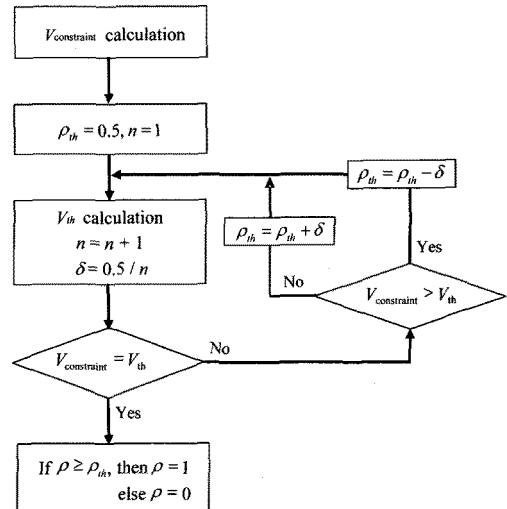 V_constraint calculation
ρ_th = 0.5, n = 1
ρ_th = ρ_th − δ
V_th calculation
n = n + 1
δ = 0.5 / n
ρ_th = ρ_th + δ
Yes
No
V_constraint > V_th
V_constraint = V_th
No
Yes
If ρ ≥ ρ_th, then ρ = 1
else ρ = 0